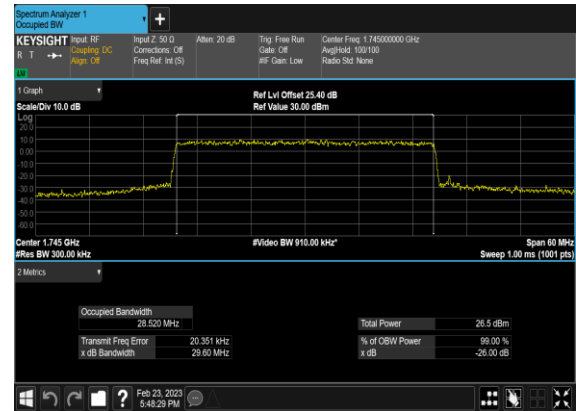 Spectrum Analyzer 1
Occupied BW
+
KEYSIGHT Input: RF Input Z: 50 Ω Atten: 20 dB Trig: Free Run Center Freq: 1.745000000 GHz
R T Coupling: DC Corrections: Off Gate: Off Avg|Hold: 100/100
Align: Off Freq Ref: Int (S) #IF Gain: Low Radio Std: None
1 Graph Ref Lvl Offset 25.40 dB
Scale/Div 10.0 dB Ref Value 30.00 dBm
Log
20.0
10.0
0.00
-10.0
-20.0
-30.0
-40.0
-50.0
-60.0
Center 1.745 GHz #Video BW 910.00 kHz* Span 60 MHz
#Res BW 300.00 kHz Sweep 1.00 ms (1001 pts)
2 Metrics
Occupied Bandwidth
28.520 MHz Total Power 26.5 dBm
Transmit Freq Error 20.351 kHz % of OBW Power 99.00 %
x dB Bandwidth 29.60 MHz x dB -26.00 dB
? Feb 23, 2023
5:48:29 PM